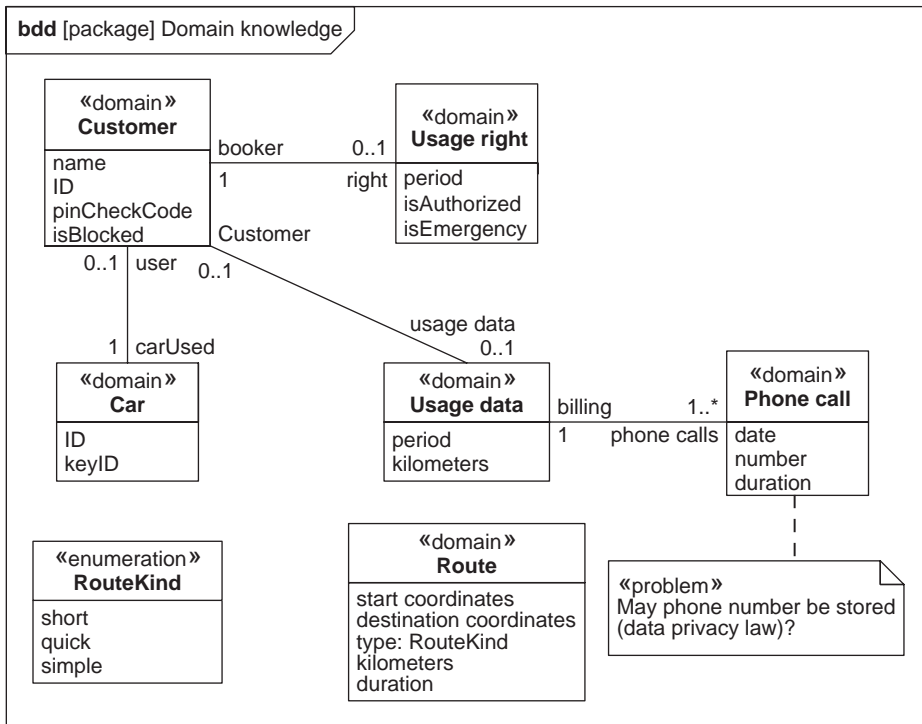 bdd [package] Domain knowledge
«domain»
Customer
name
ID
pinCheckCode
isBlocked
booker
1
0..1
right
«domain»
Usage right
period
isAuthorized
isEmergency
Customer
0..1
usage data
0..1
0..1
user
1
carUsed
«domain»
Car
ID
keyID
«domain»
Usage data
period
kilometers
billing
1
1..*
phone calls
«domain»
Phone call
date
number
duration
«enumeration»
RouteKind
short
quick
simple
«domain»
Route
start coordinates
destination coordinates
type: RouteKind
kilometers
duration
«problem»
May phone number be stored
(data privacy law)?